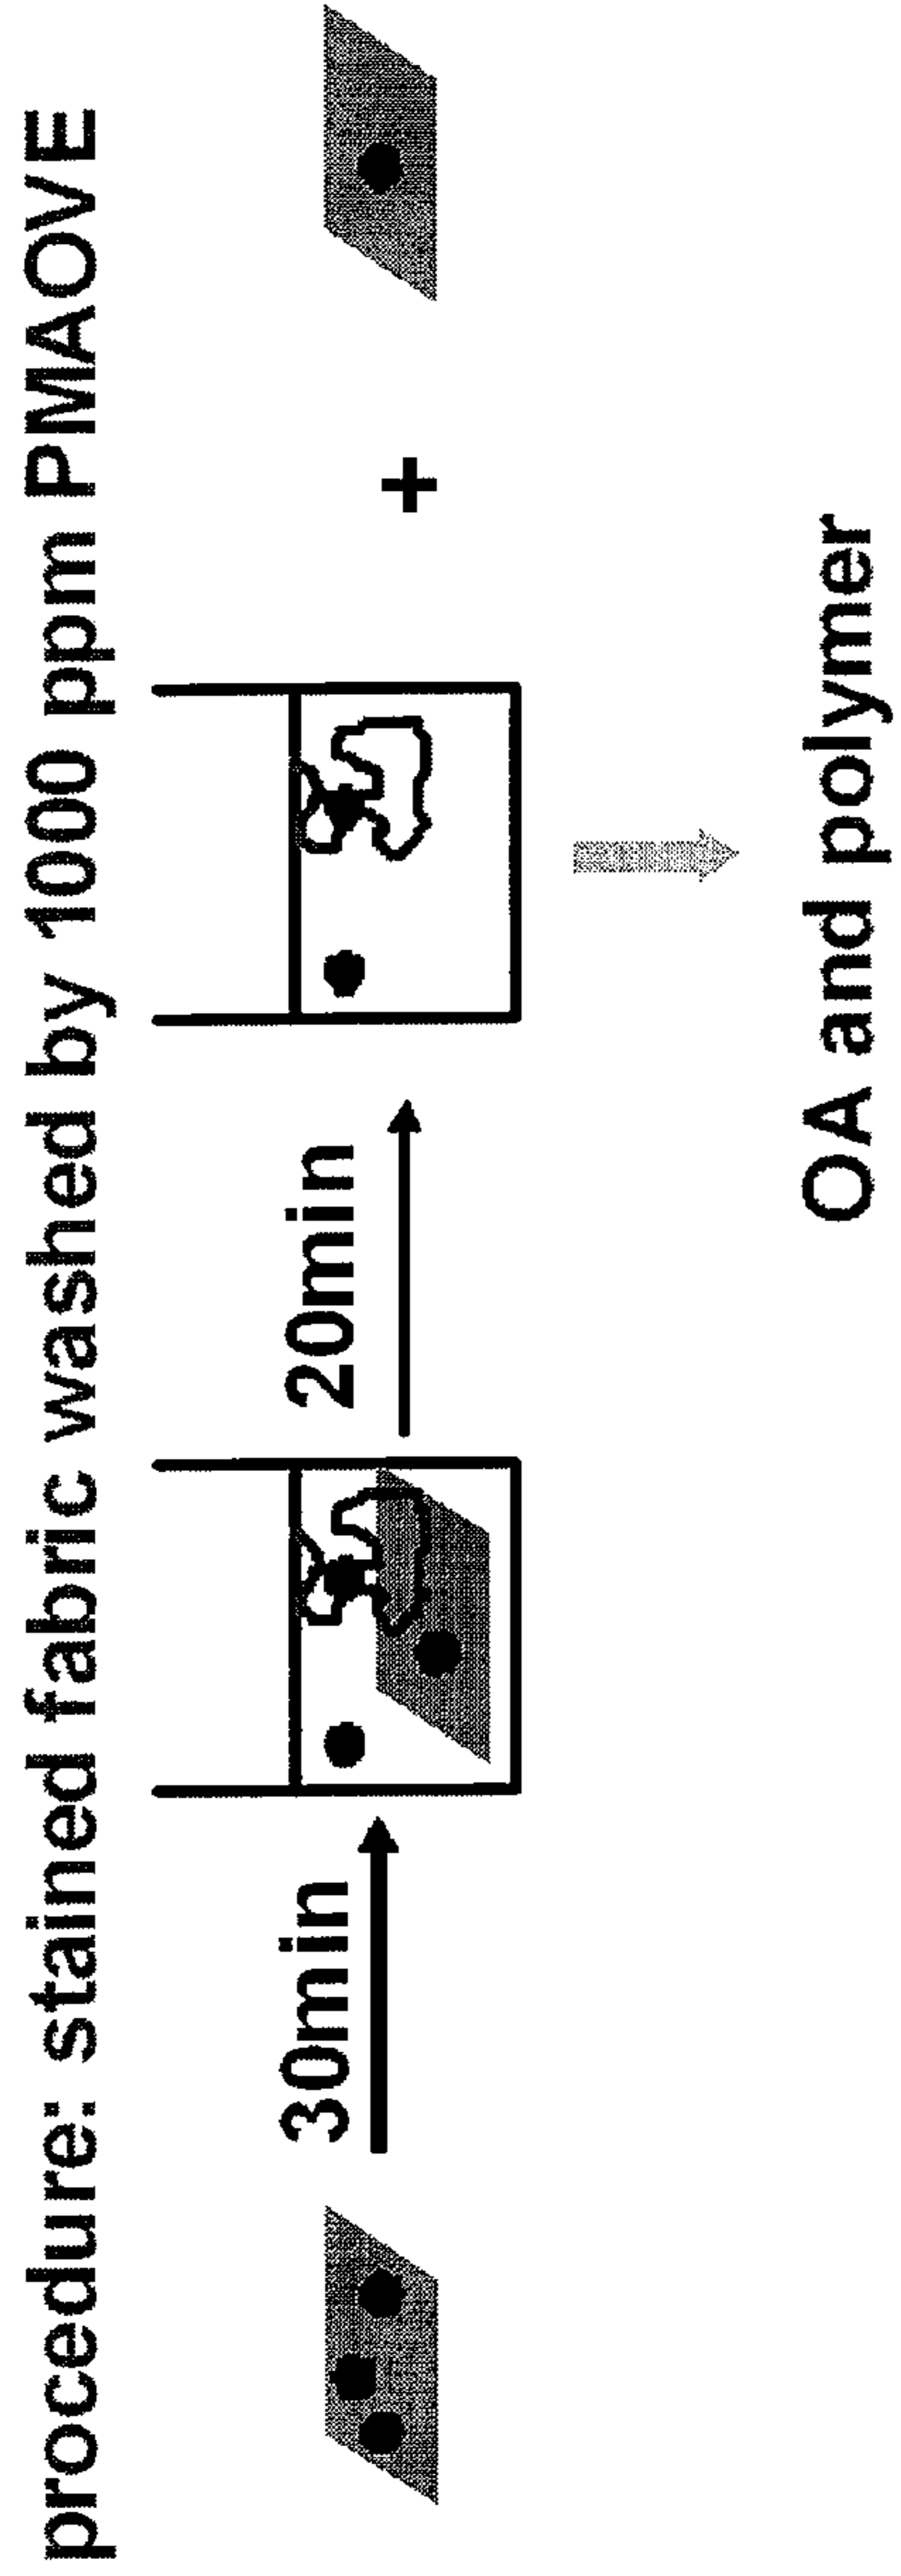 procedure: stained fabric washed by 1000 ppm PMAOVE
30min
20min
+
OA and polymer